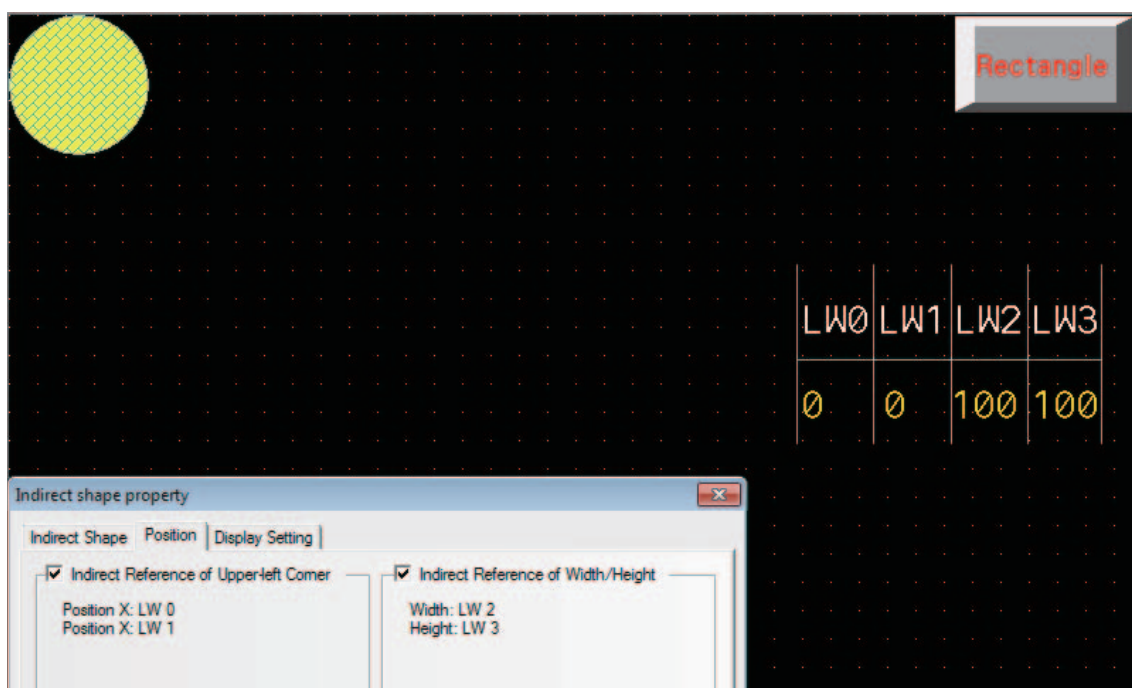 Rectangle
LW0 LW1 LW2 LW3
0 0 100 100
Indirect shape property
Indirect Shape Position Display Setting
Indirect Reference of Upper-left Corner
Position X: LW 0
Position X: LW 1
Indirect Reference of Width/Height
Width: LW 2
Height: LW 3